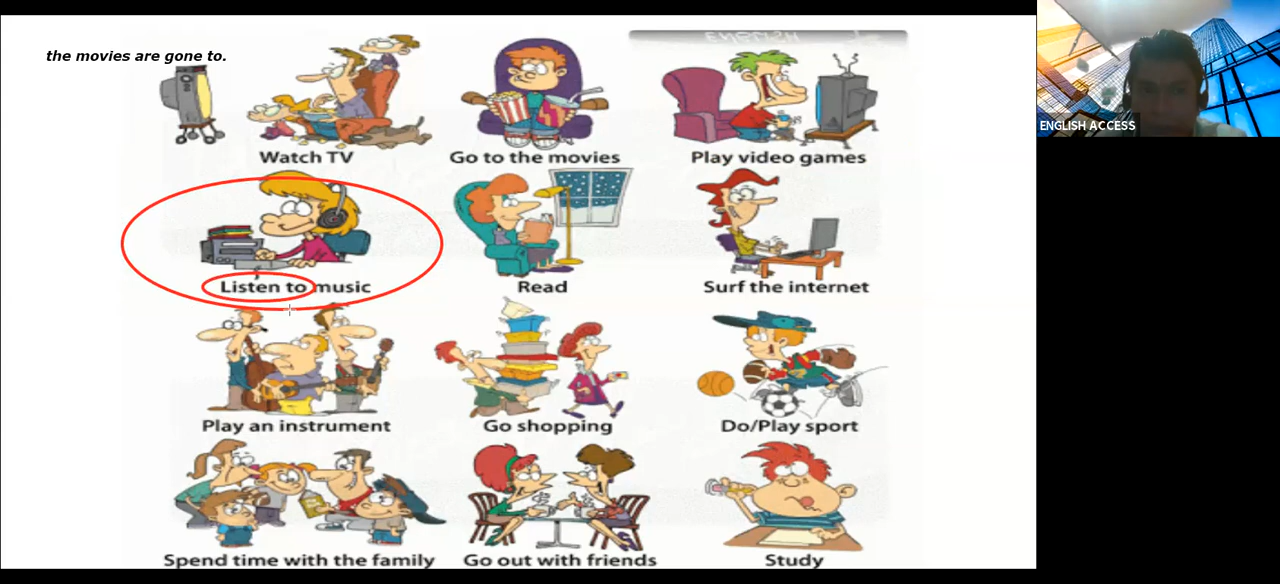 ENGLISH
the movies are gone to.
Watch TV
Go to the movies
Play video games
ENGLISH ACCESS
Listen to music
Read
Surf the internet
Play an instrument
Go shopping
Do/Play sport
Spend time with the family
Go out with friends
Study